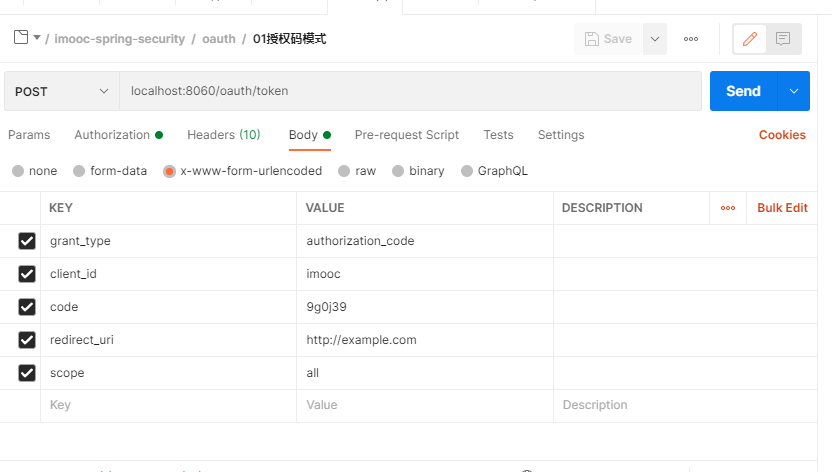 / imooc-spring-security / oauth / 01授权码模式
Save
POST
localhost:8060/oauth/token
Send
Params Authorization Headers (10) Body Pre-request Script Tests Settings Cookies
none form-data x-www-form-urlencoded raw binary GraphQL
KEY VALUE DESCRIPTION Bulk Edit
grant_type authorization_code
client_id imooc
code 9g0j39
redirect_uri http://example.com
scope all
Key Value Description